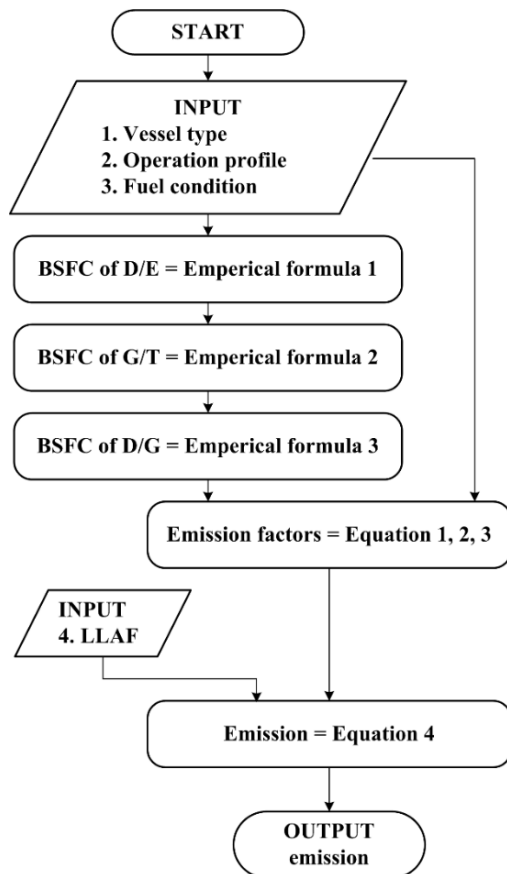 START
INPUT
1. Vessel type
2. Operation profile
3. Fuel condition
BSFC of D/E = Emperical formula 1
BSFC of G/T = Emperical formula 2
BSFC of D/G = Emperical formula 3
Emission factors = Equation 1, 2, 3
INPUT
4. LLAF
Emission = Equation 4
OUTPUT
emission